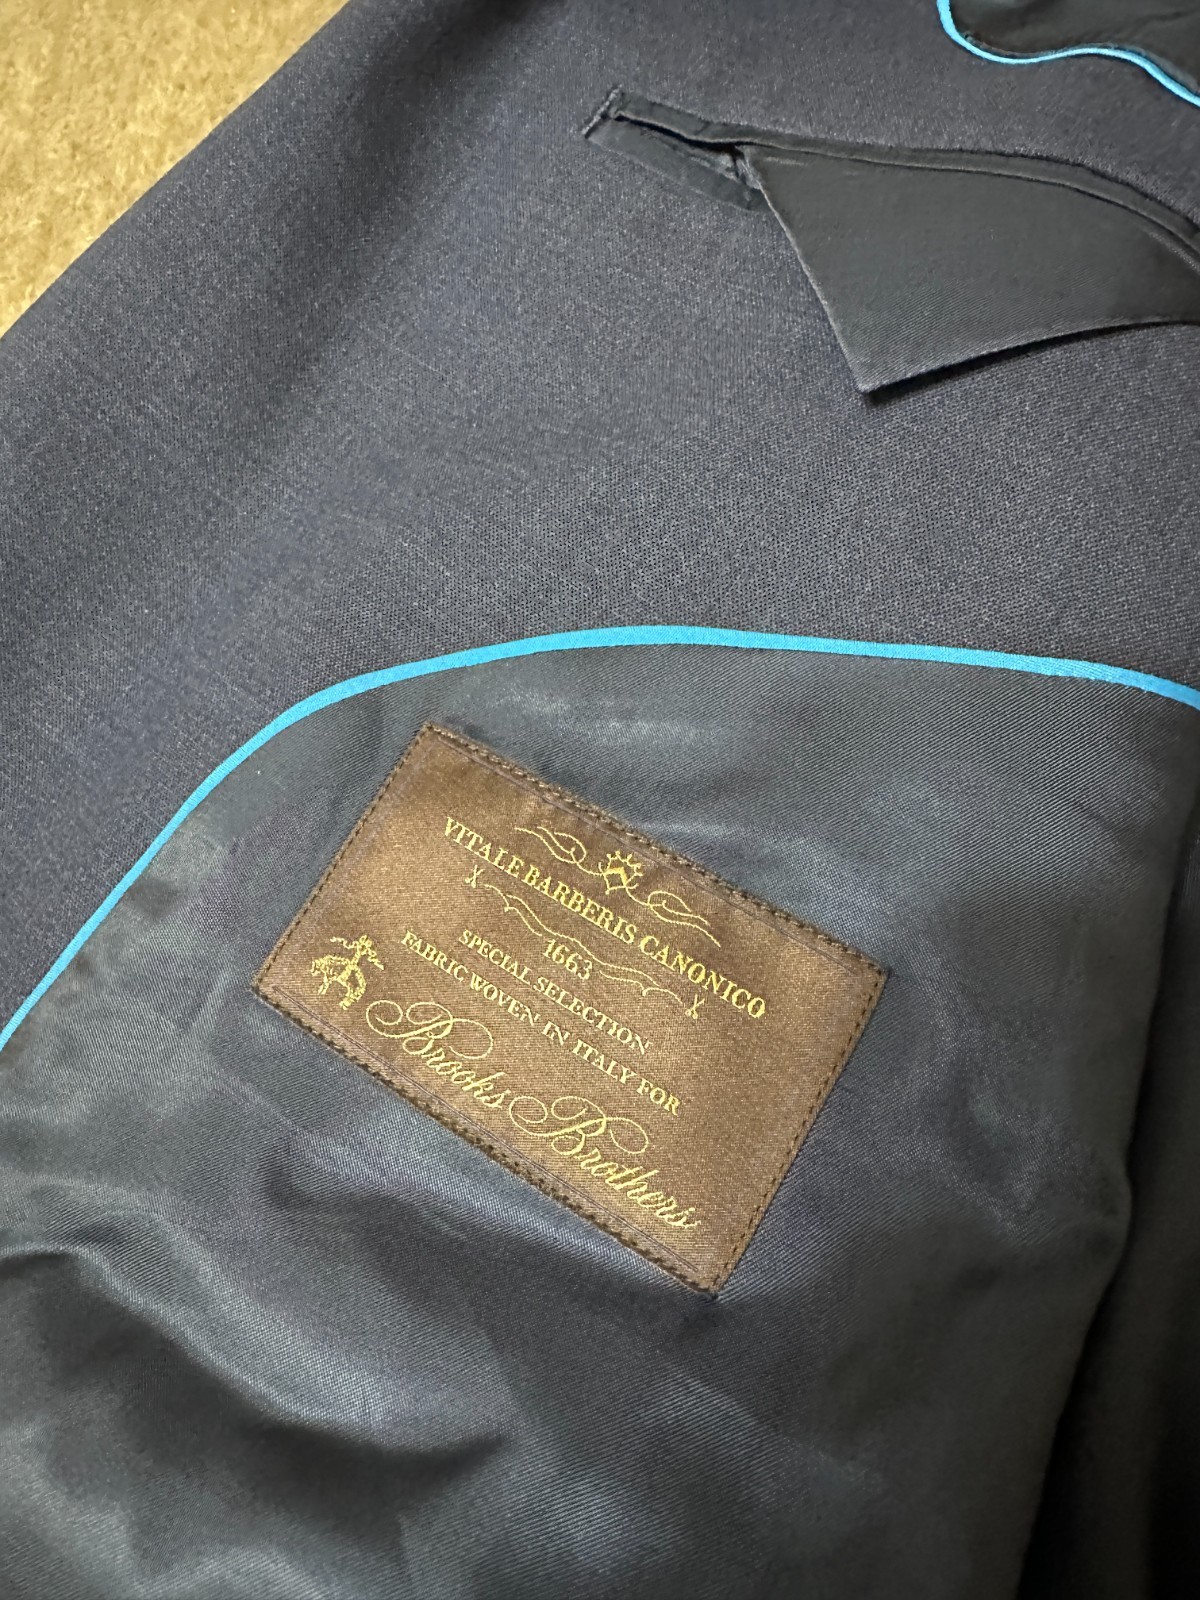 VITALE BARBERIS CANONICO
1663
SPECIAL SELECTION
FABRIC WOVEN IN ITALY FOR
Brooks Brothers